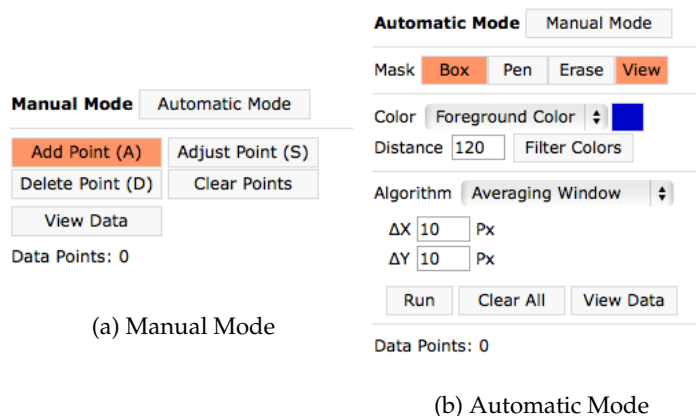 Manual Mode Automatic Mode
Add Point (A) Adjust Point (S)
Delete Point (D) Clear Points
View Data
Data Points: 0
(a) Manual Mode
Automatic Mode Manual Mode
Mask Box Pen Erase View
Color Foreground Color
Distance 120 Filter Colors
Algorithm Averaging Window
ΔX 10 Px
ΔY 10 Px
Run Clear All View Data
Data Points: 0
(b) Automatic Mode